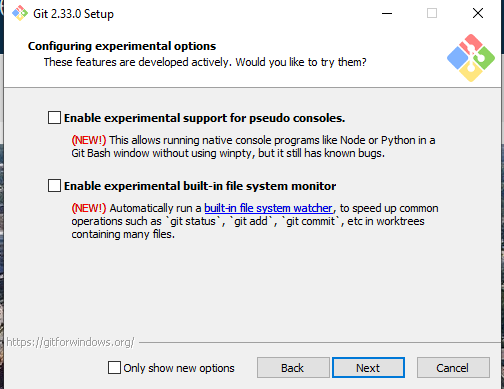 Git 2.33.0 Setup
Configuring experimental options
These features are developed actively. Would you like to try them?
Enable experimental support for pseudo consoles.
(NEW!) This allows running native console programs like Node or Python in a
Git Bash window without using winpty, but it still has known bugs.
Enable experimental built-in file system monitor
(NEW!) Automatically run a built-in file system watcher, to speed up common
operations such as `git status`, `git add`, `git commit`, etc in worktrees
containing many files.
https://gitforwindows.org/
Only show new options
Back
Next
Cancel